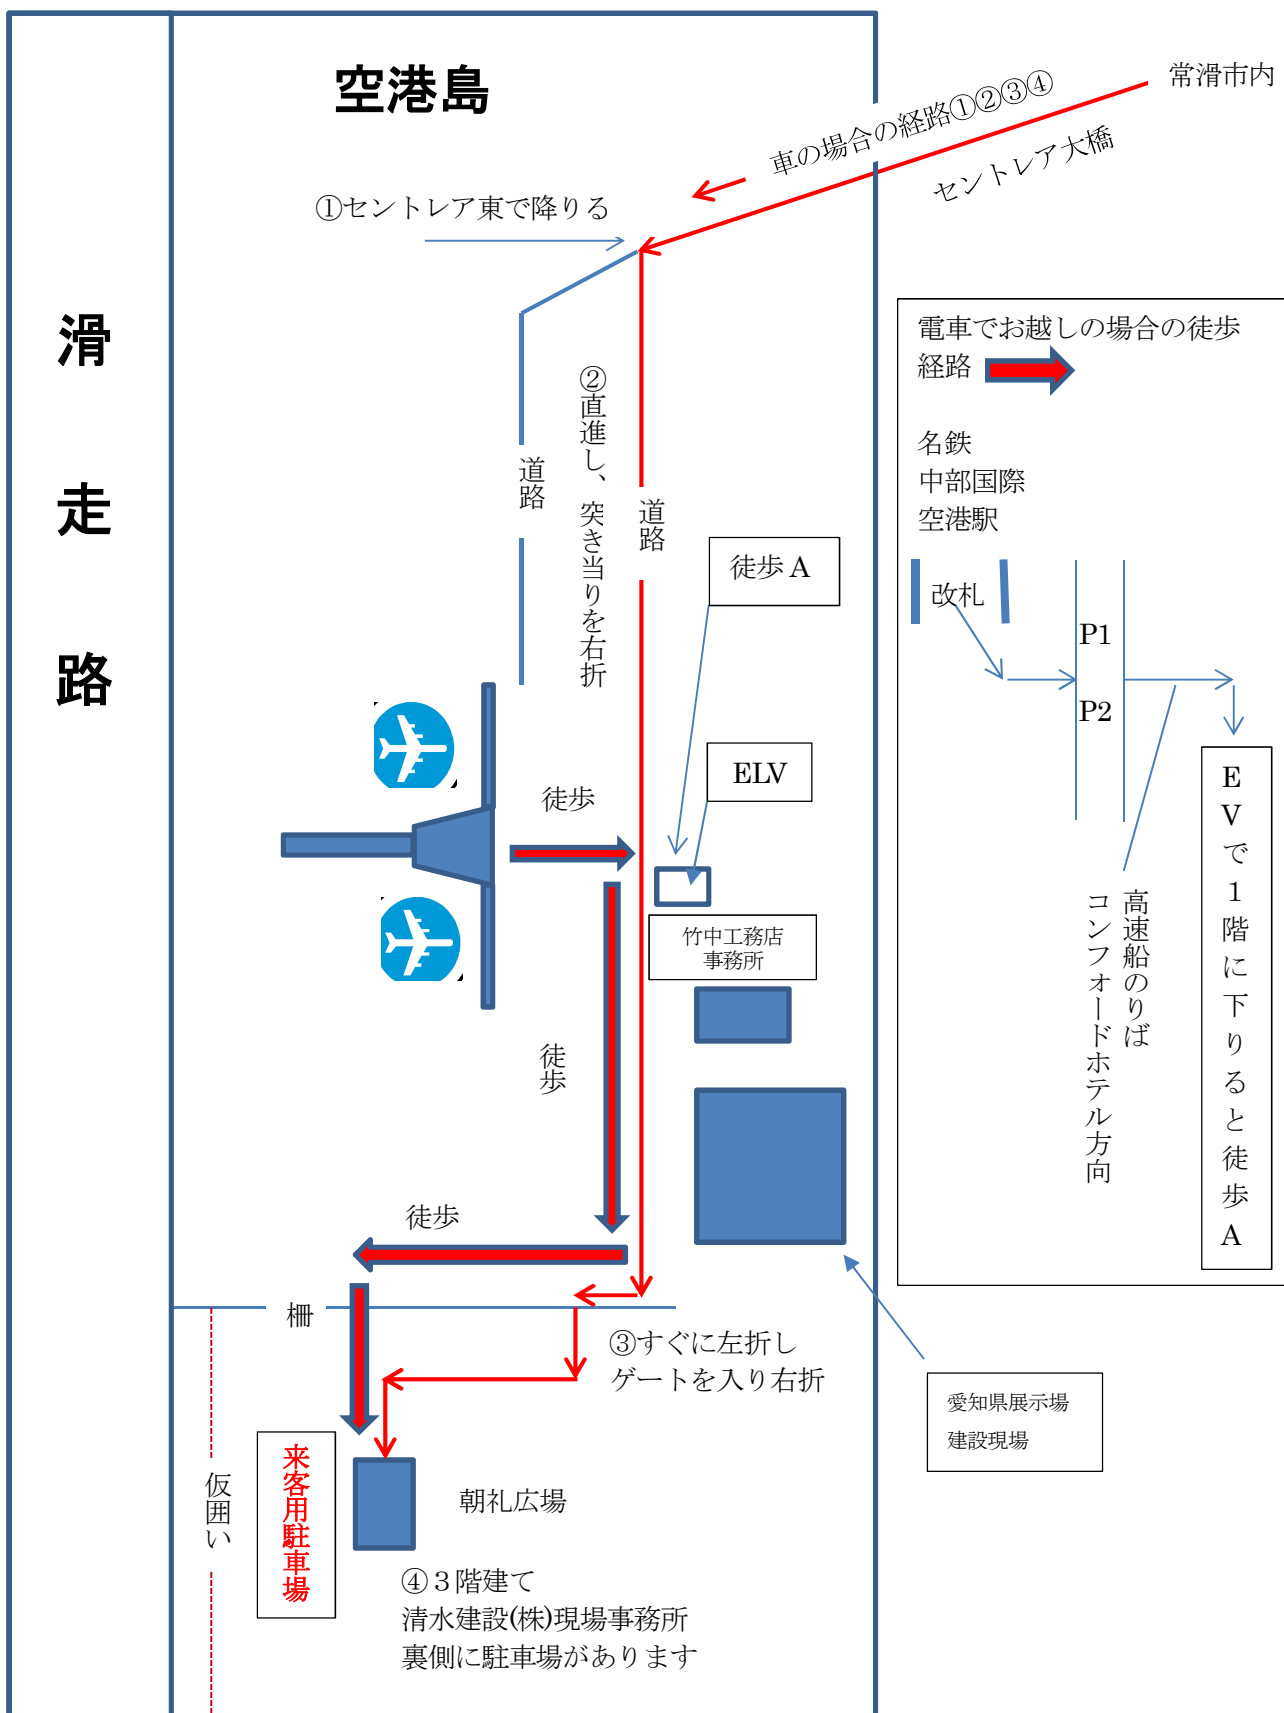 空港島
常滑市内
車の場合の経路①②③④
セントレア大橋
①セントレア東で降りる
滑走路
②直進し、突き当りを右折
道路
道路
徒歩 A
ELV
徒歩
竹中工務店
事務所
徒歩
徒歩
柵
③すぐに左折し
ゲートを入り右折
愛知県展示場
建設現場
仮囲い
来客用駐車場
朝礼広場
④３階建て
清水建設(株)現場事務所
裏側に駐車場があります
電車でお越しの場合の徒歩
経路
名鉄
中部国際
空港駅
改札
P1
P2
高速船のりば
コンフォードホテル方向
EVで1階に下りると徒歩A